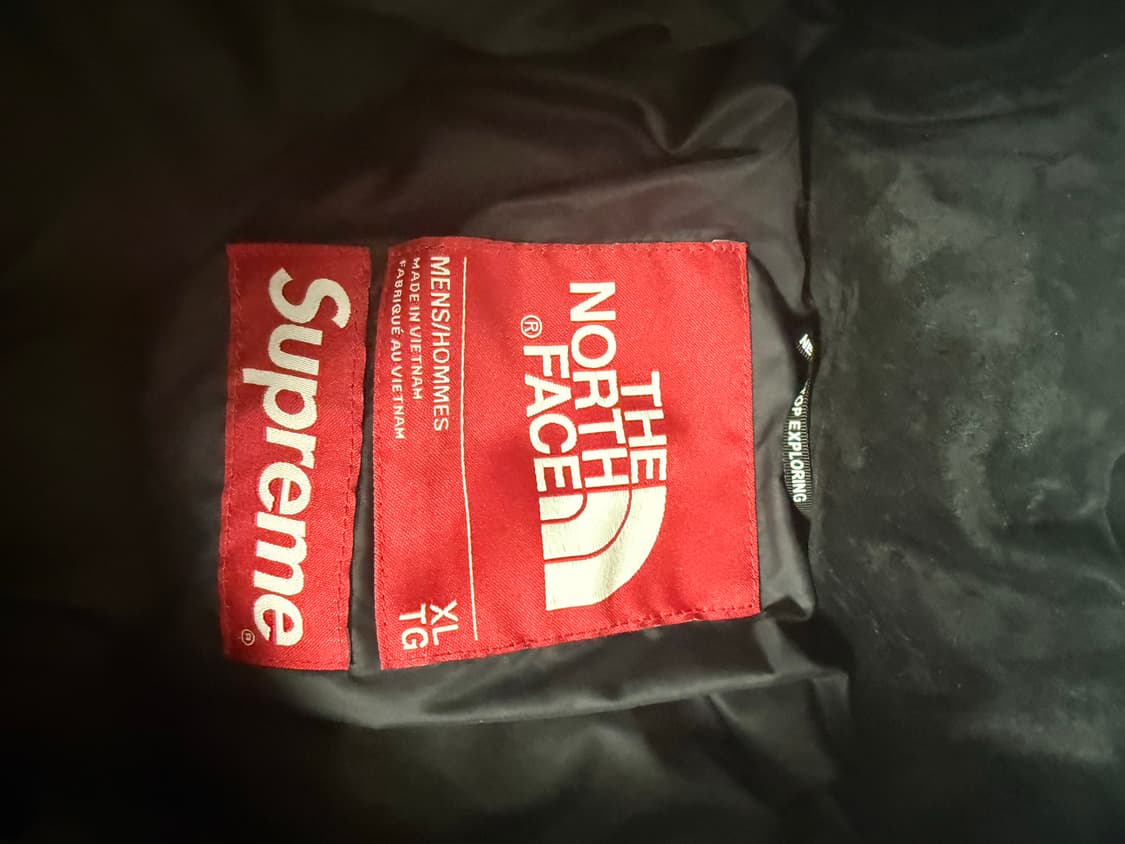 THE
NORTH
FACE®
MENS/HOMMES
MADE IN VIETNAM
FABRIQUÉ AU VIETNAM
XL
TG
Supreme®
EXPLORING